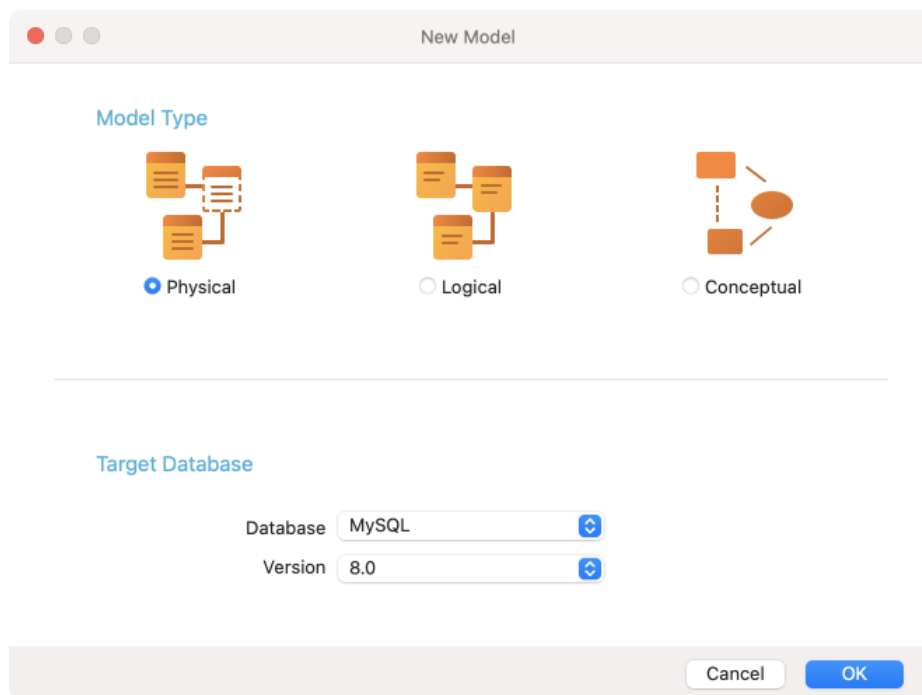 New Model
Model Type
Physical
Logical
Conceptual
Target Database
Database MySQL
Version 8.0
Cancel OK